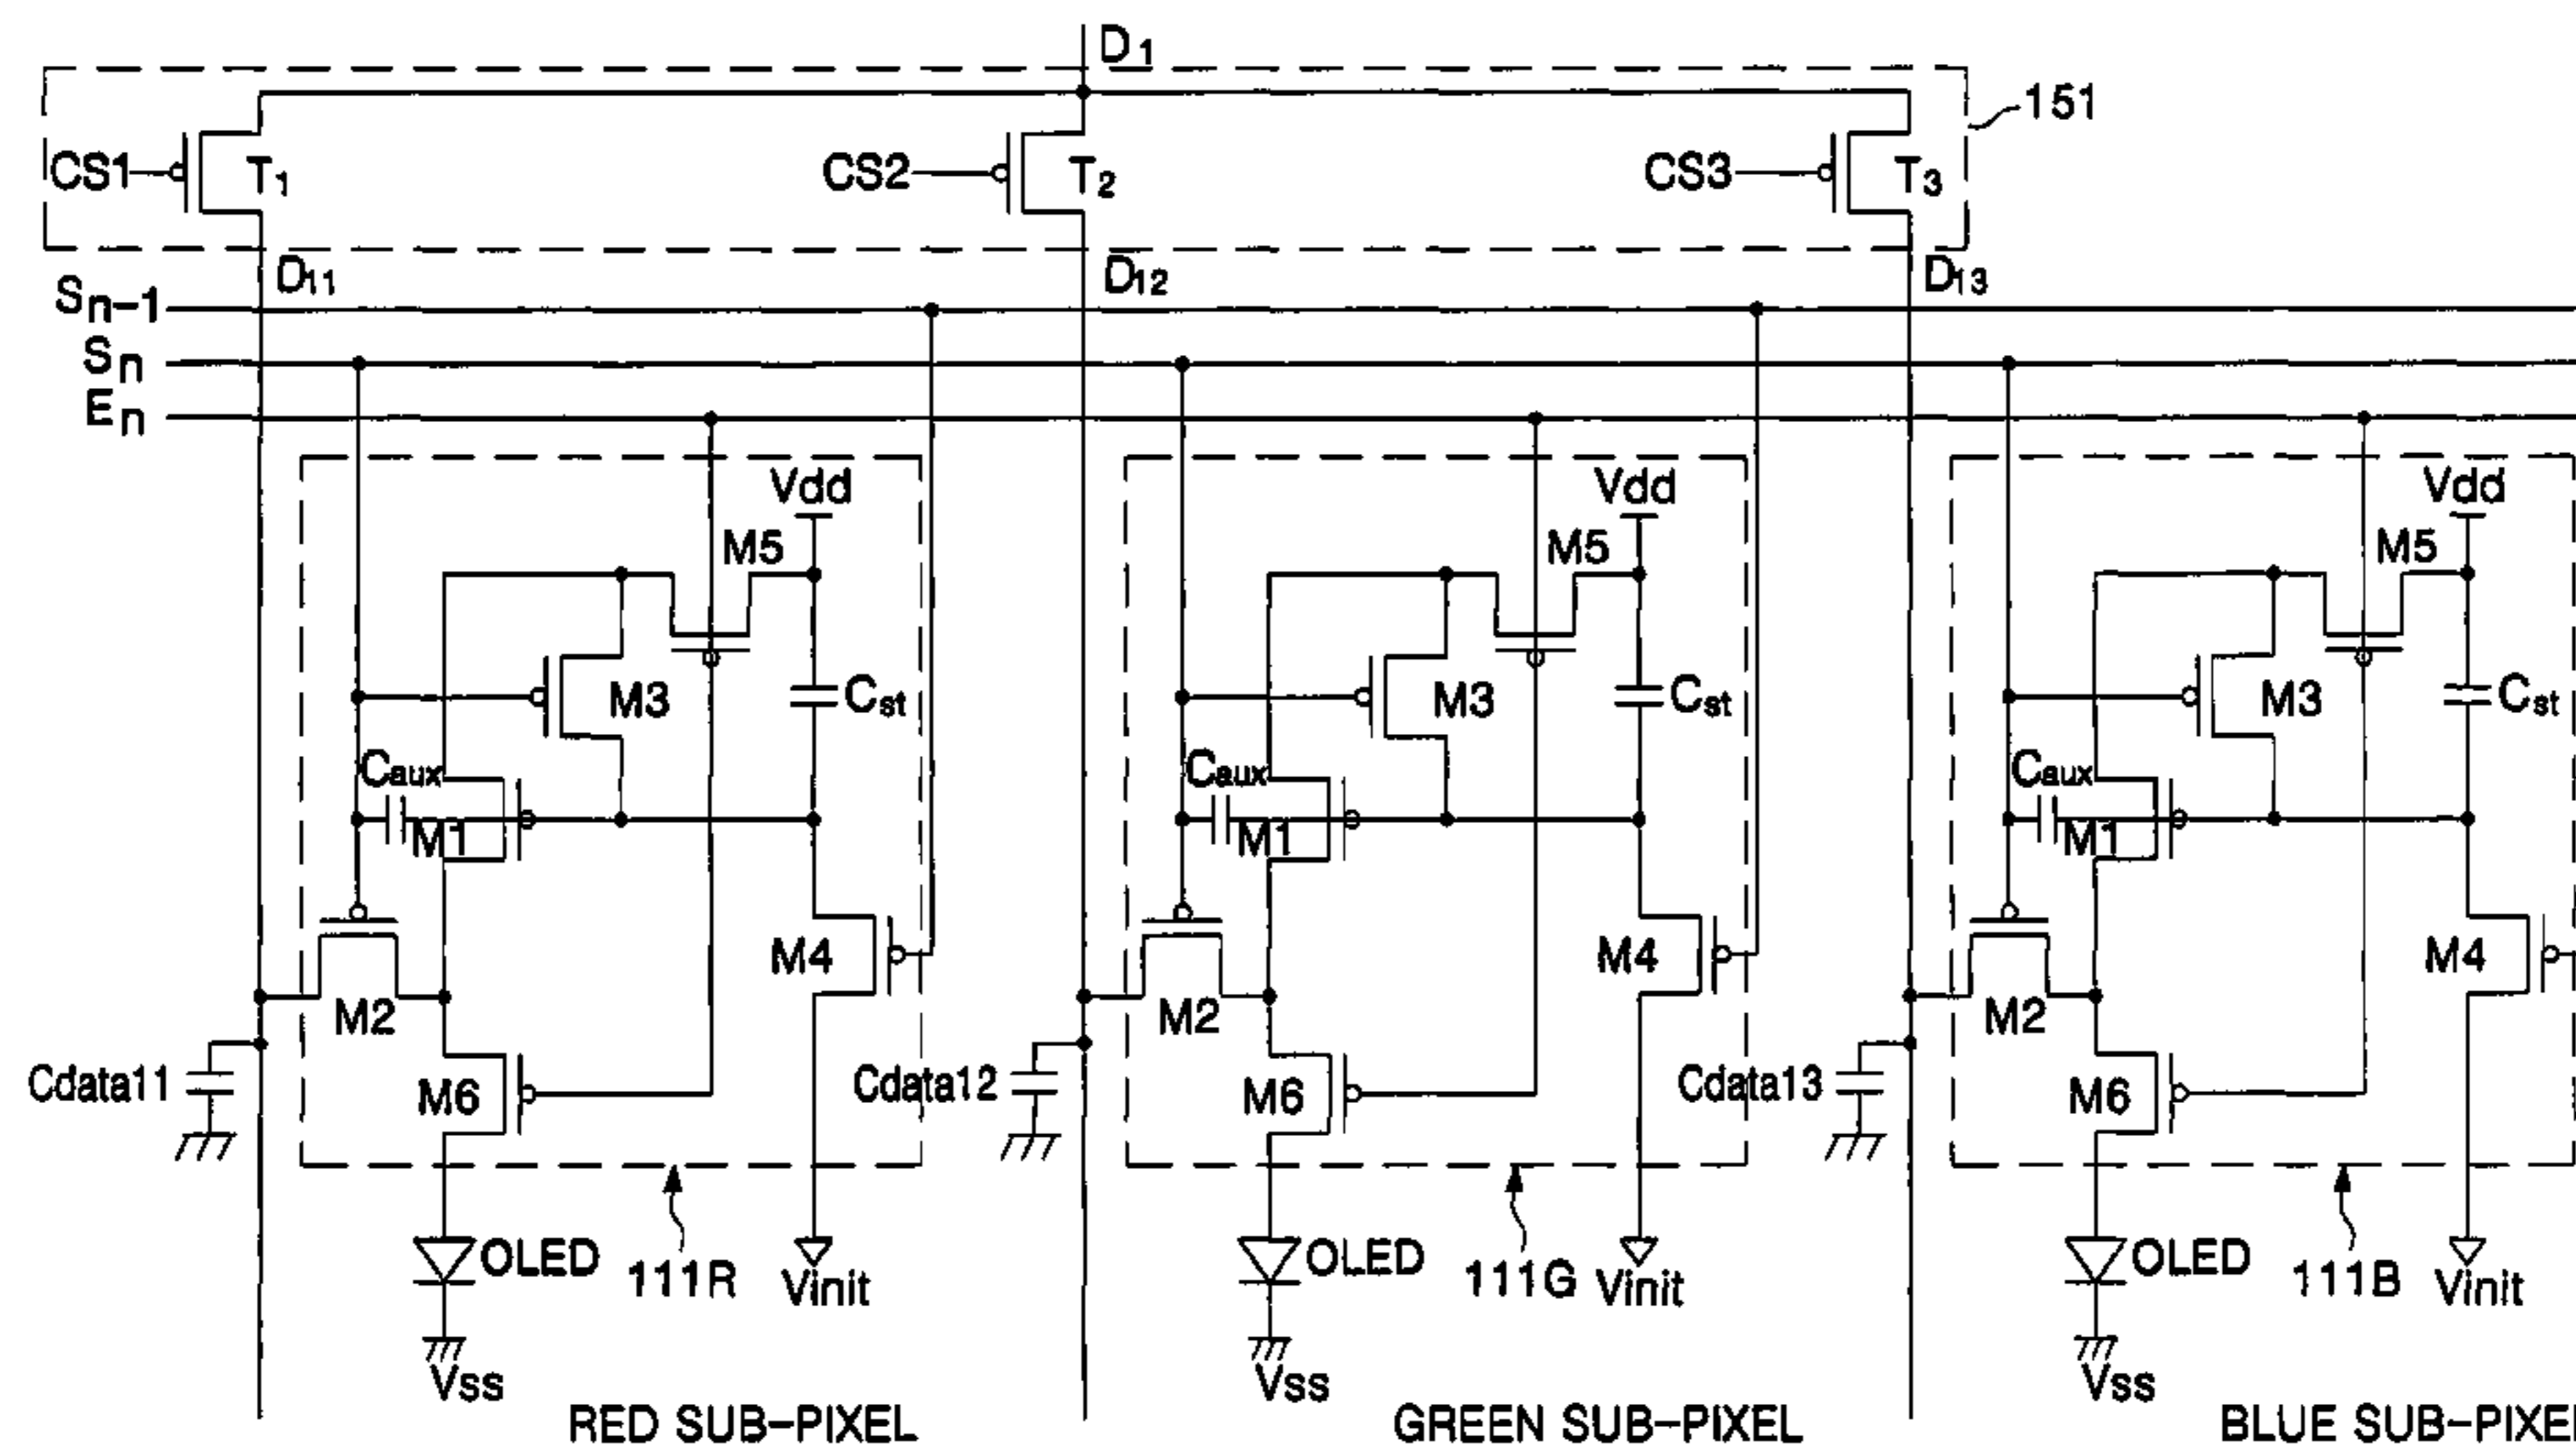 D1
151
CS1 T1 CS2 T2 CS3 T3
D11 D12 D13
Sn-1
Sn
En
Vdd Vdd Vdd
M5 M5 M5
M3 Cst M3 Cst M3 Cst
Caux Caux Caux
M1 M1 M1
M4 M4 M4
M2 M2 M2
Cdata11 M6 Cdata12 M6 Cdata13 M6
OLED 111R Vinit OLED 111G Vinit OLED 111B Vinit
Vss Vss Vss
RED SUB-PIXEL GREEN SUB-PIXEL BLUE SUB-PIXE